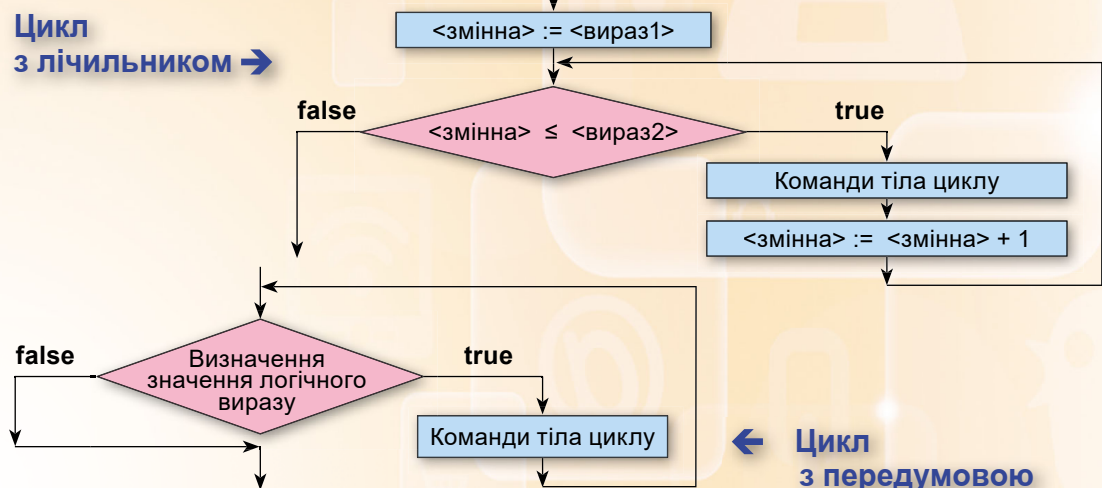 Цикл
з лічильником →
<змінна> := <вираз1>
false
<змінна> ≤ <вираз2>
true
Команди тіла циклу
<змінна> := <змінна> + 1
false
Визначення
значення логічного
виразу
true
Команди тіла циклу
← Цикл
з передумовою